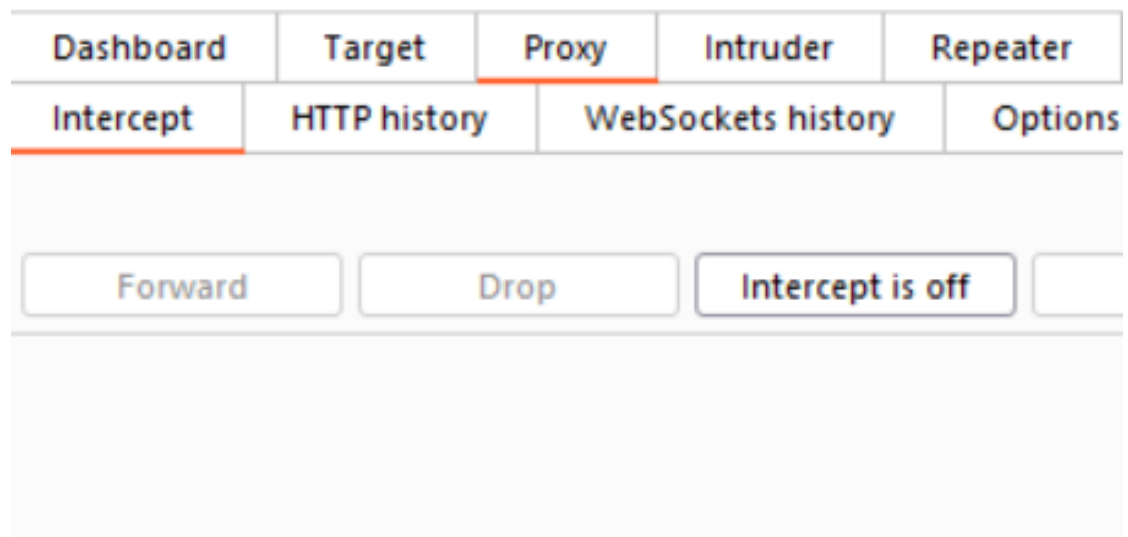 Dashboard Target Proxy Intruder Repeater
Intercept HTTP history WebSockets history Options
Forward Drop Intercept is off